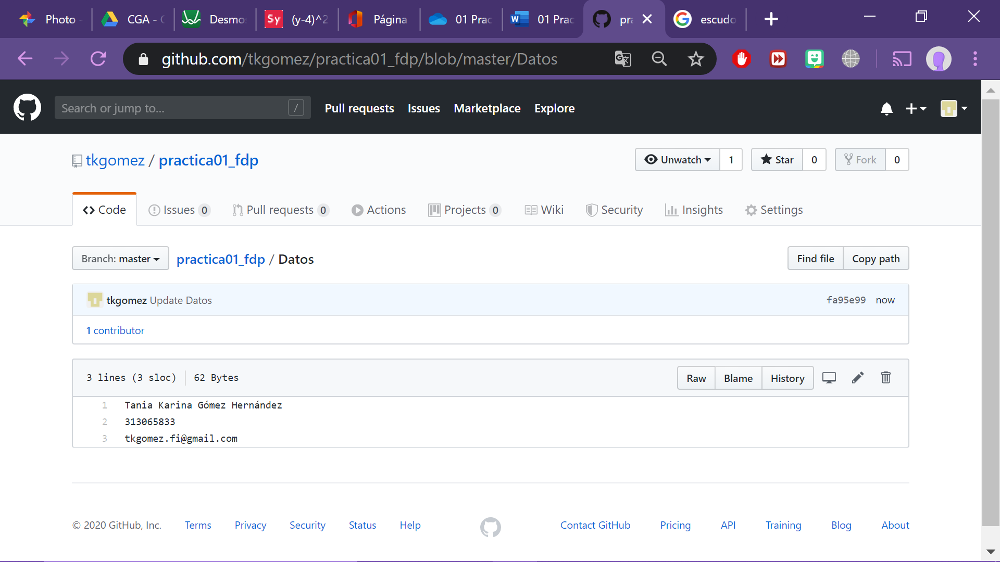 Photo
CGA - 
Desmo
Sy (y-4)^2
Página
01 Prac
W 01 Prac
pra
escudo
github.com/tkgomez/practica01_fdp/blob/master/Datos
Search or jump to... /
Pull requests Issues Marketplace Explore
tkgomez / practica01_fdp
Unwatch 1 Star 0 Fork 0
Code Issues 0 Pull requests 0 Actions Projects 0 Wiki Security Insights Settings
Branch: master practica01_fdp / Datos Find file Copy path
tkgomez Update Datos fa95e99 now
1 contributor
3 lines (3 sloc) 62 Bytes Raw Blame History
1 Tania Karina Gómez Hernández
2 313065833
3 tkgomez.fi@gmail.com
© 2020 GitHub, Inc. Terms Privacy Security Status Help Contact GitHub Pricing API Training Blog About